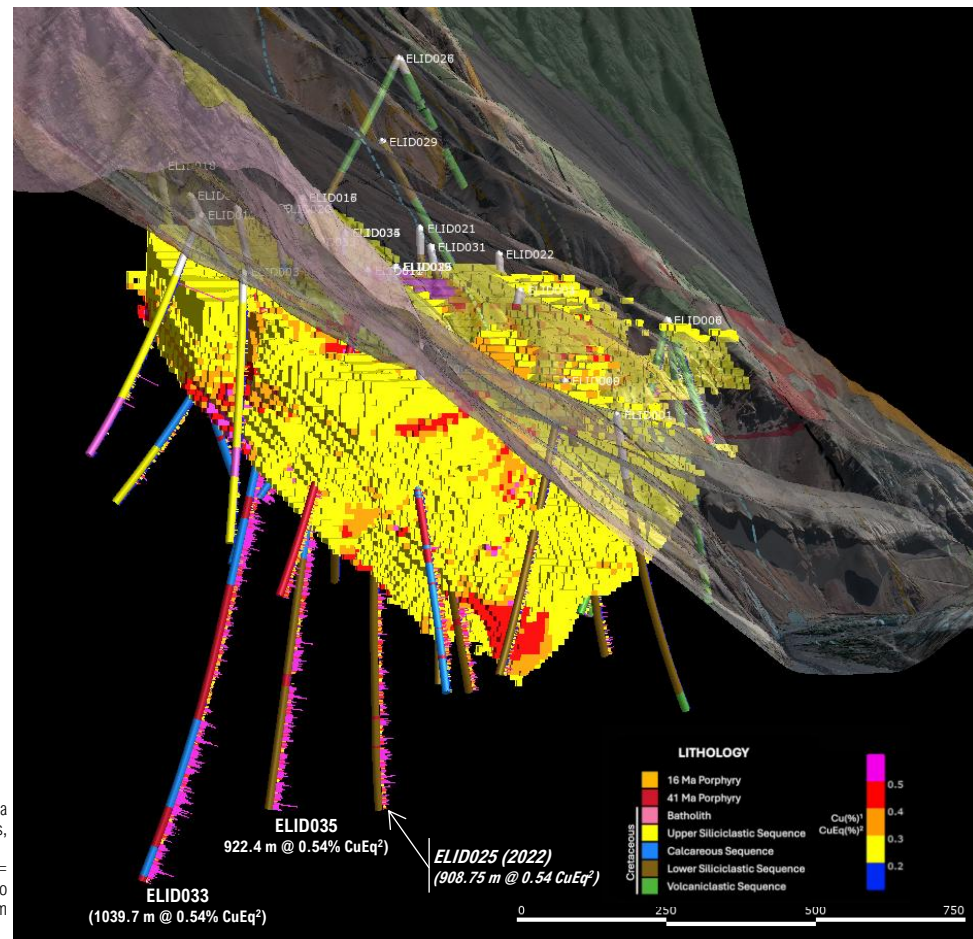 ELID026
ELID029
ELID016
ELID021
ELID031
ELID022
ELID006
ELID001
a
s,
=
o
m
ELID035
922.4 m @ 0.54% CuEq²)
ELID025 (2022)
(908.75 m @ 0.54 CuEq²)
ELID033
(1039.7 m @ 0.54% CuEq²)
LITHOLOGY
16 Ma Porphyry
41 Ma Porphyry
Batholith
Upper Siliciclastic Sequence
Calcareous Sequence
Lower Siliciclastic Sequence
Volcaniclastic Sequence
Cretaceous
Cu(%)¹
CuEq(%)²
0.5
0.4
0.3
0.2
0 250 500 750